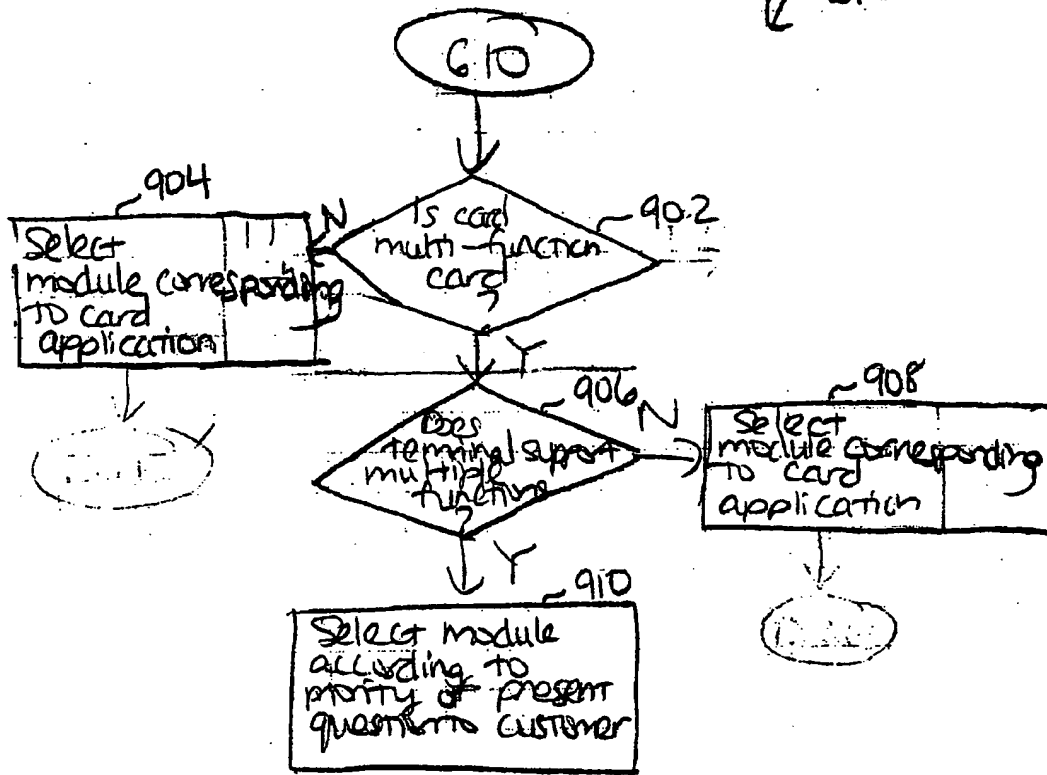 610
904
Select
module corresponding
to card
application
N
Is card
multi-function
card
?
902
Y
906
Does
terminal support
multiple
functions
?
N
908
Select
module corresponding
to card
application
Y
910
Select module
according to
priority of present
question to customer